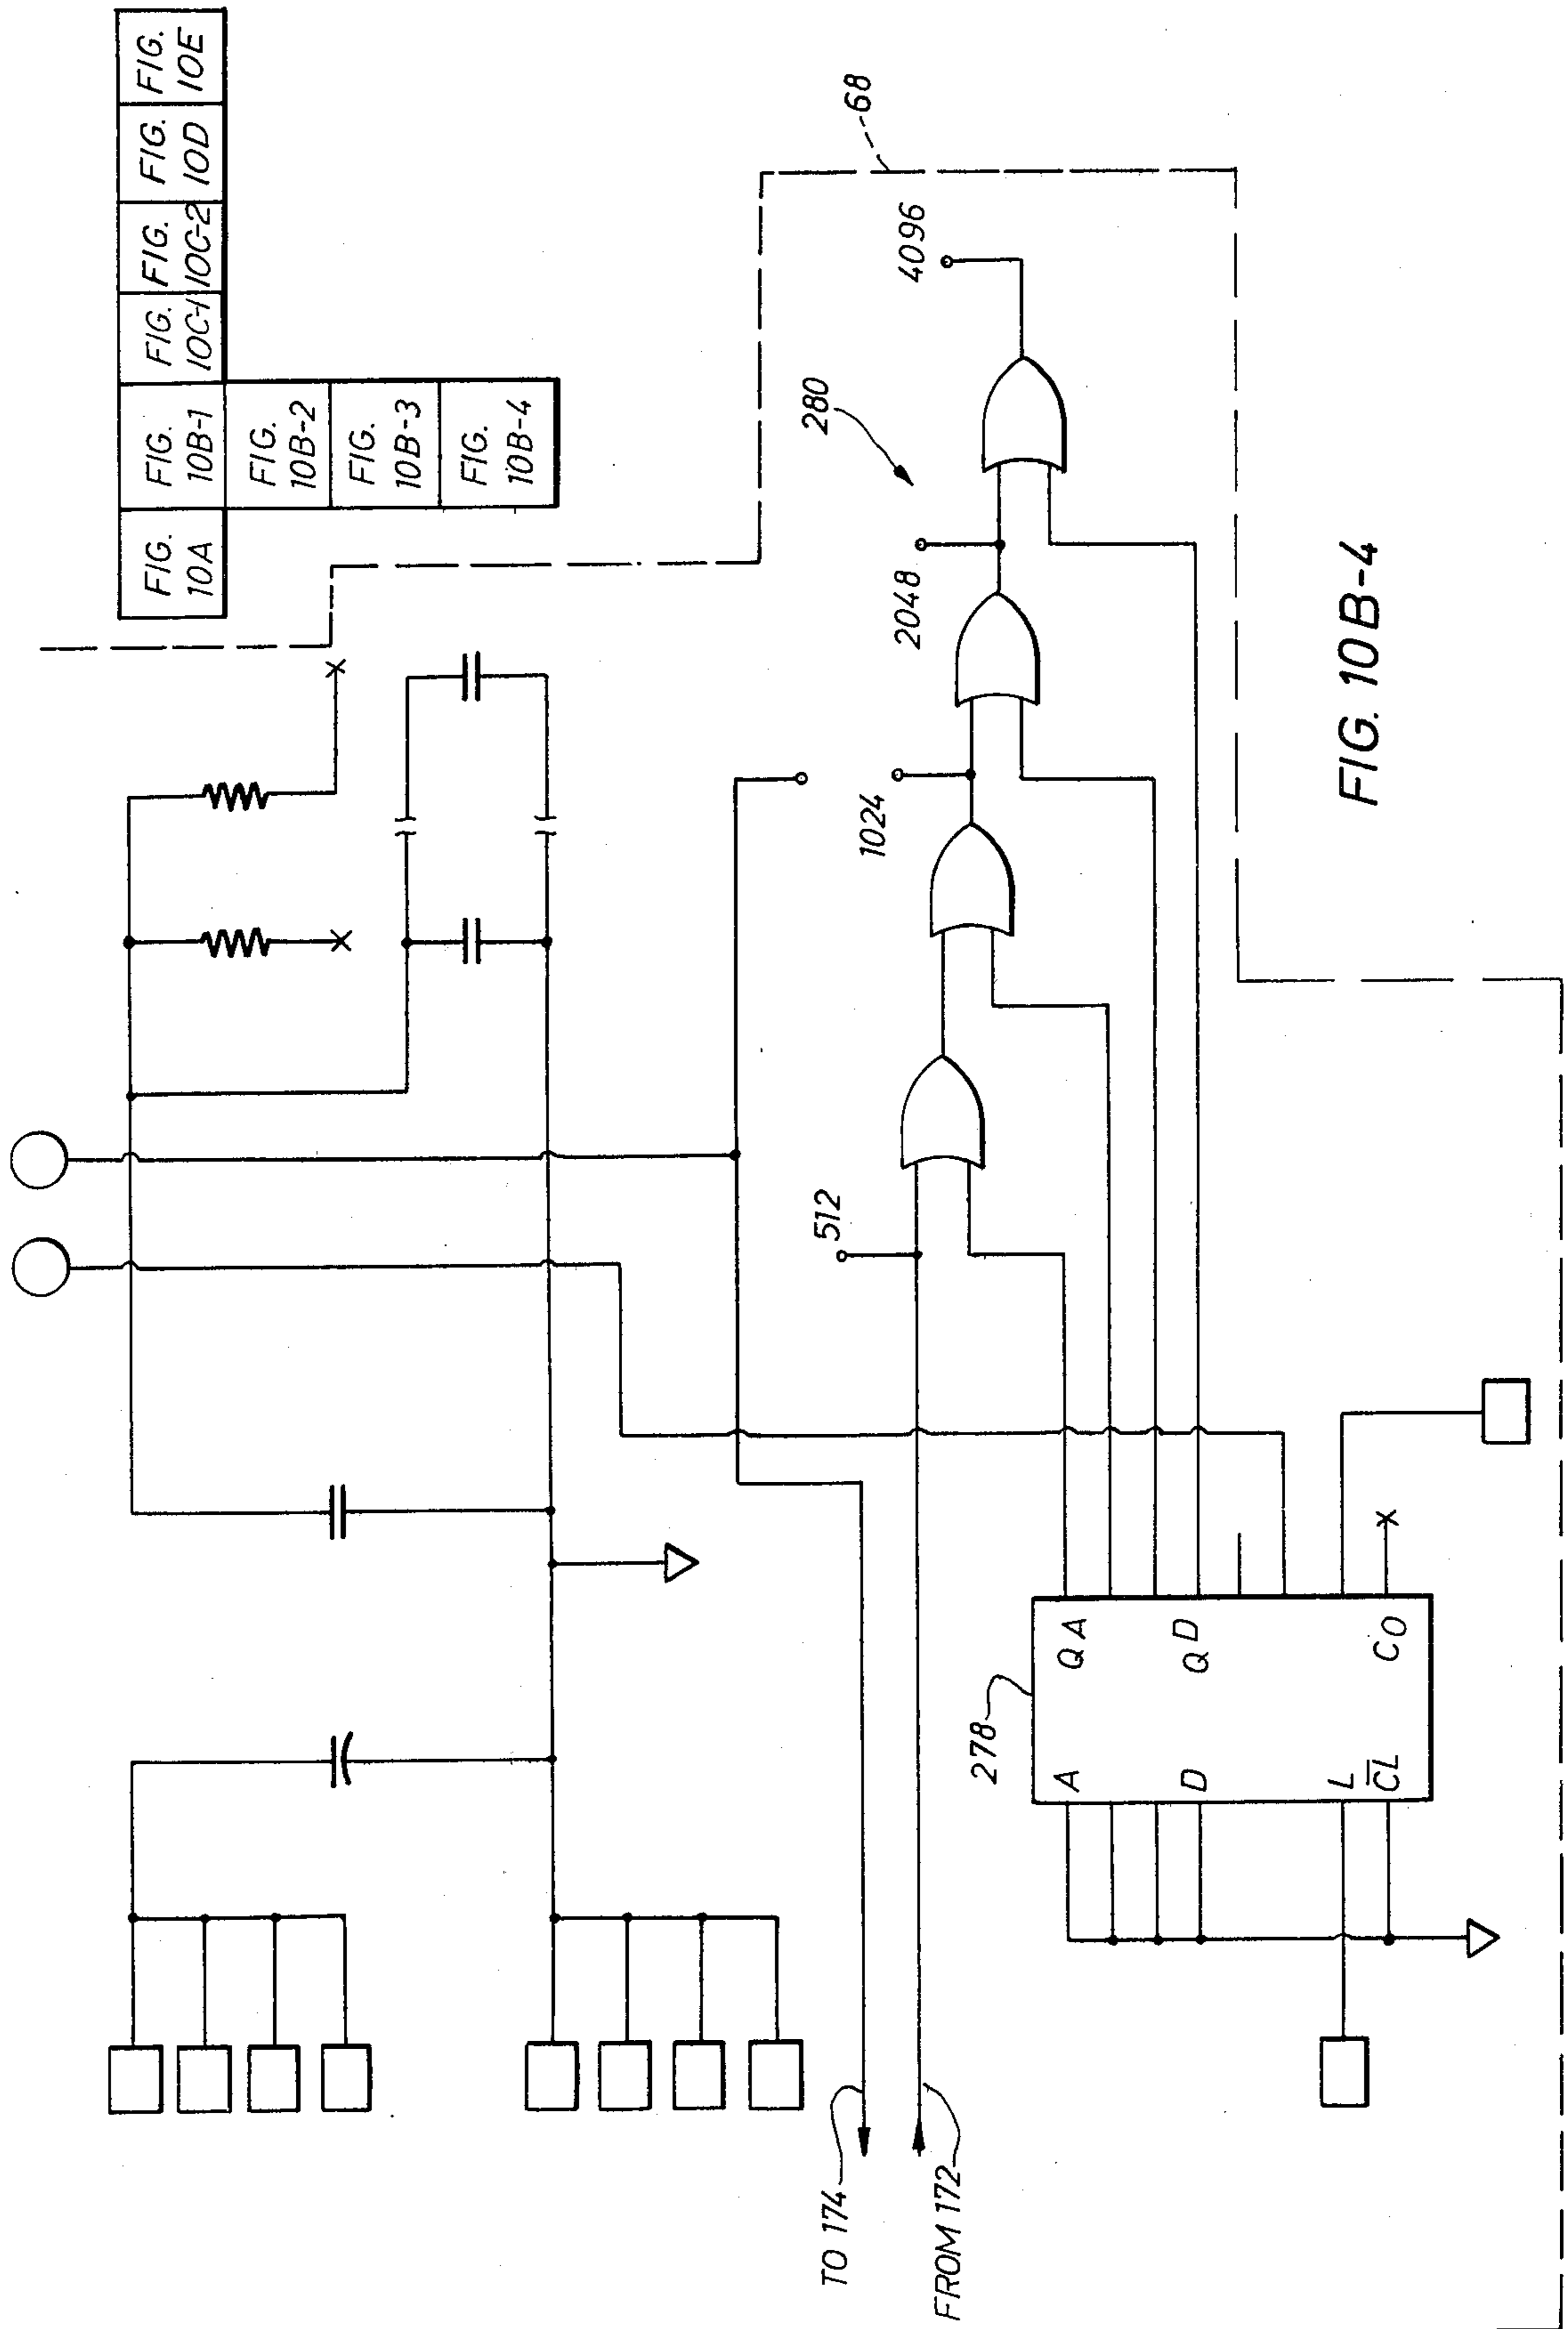 FIG.
10A
FIG.
10B-1
FIG.
10C-1
FIG.
10C-2
FIG.
10D
FIG.
10E
FIG.
10B-2
FIG.
10B-3
FIG.
10B-4
68
280
512
1024
2048
4096
TO 174
FROM 172
278
A
QA
D
QD
L
CL
CO
FIG. 10B-4